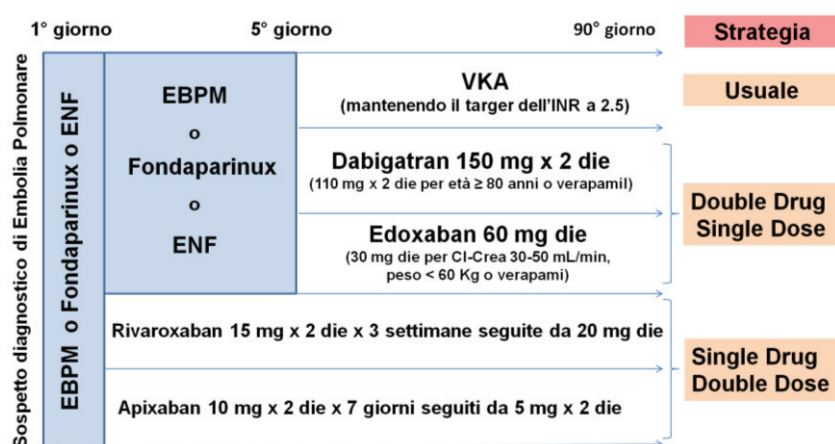 1° giorno
5° giorno
90° giorno
Strategia
Sospetto diagnostico di Embolia Polmonare
EBPM o Fondaparinux o ENF
EBPM
o
Fondaparinux
o
ENF
VKA
(mantenendo il targer dell'INR a 2.5)
Usuale
Dabigatran 150 mg x 2 die
(110 mg x 2 die per età ≥ 80 anni o verapamil)
Edoxaban 60 mg die
(30 mg die per Cl-Crea 30-50 mL/min,
peso < 60 Kg o verapami)
Double Drug
Single Dose
Rivaroxaban 15 mg x 2 die x 3 settimane seguite da 20 mg die
Apixaban 10 mg x 2 die x 7 giorni seguiti da 5 mg x 2 die
Single Drug
Double Dose